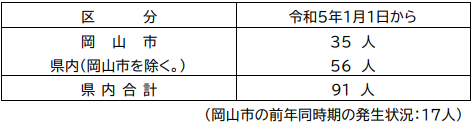 区　　分　令和5年1月1日から
岡　山　市　35 人
県内(岡山市を除く。)　56 人
県 内 合 計　91 人
(岡山市の前年同時期の発生状況：17人)